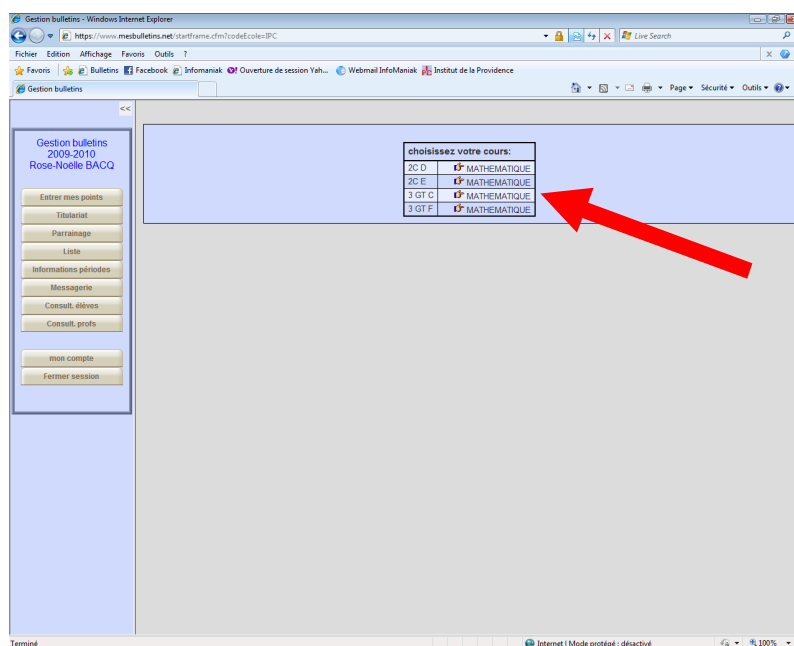 Gestion bulletins - Windows Internet Explorer
https://www.mesbulletins.net/startframe.cfm?codeEcole=IPC
Live Search
Fichier Edition Affichage Favoris Outils ?
Favoris Bulletins Facebook Infomaniak Ouverture de session Yah... Webmail InfoManiak Institut de la Providence
Gestion bulletins
Page Sécurité Outils
<<
Gestion bulletins
2009-2010
Rose-Noëlle BACQ
Entrer mes points
Titulariat
Parrainage
Liste
Informations périodes
Messagerie
Consult. élèves
Consult. profs
mon compte
Fermer session
choisissez votre cours:
2C D MATHEMATIQUE
2C E MATHEMATIQUE
3 GT C MATHEMATIQUE
3 GT F MATHEMATIQUE
Terminé
Internet | Mode protégé : désactivé
100%